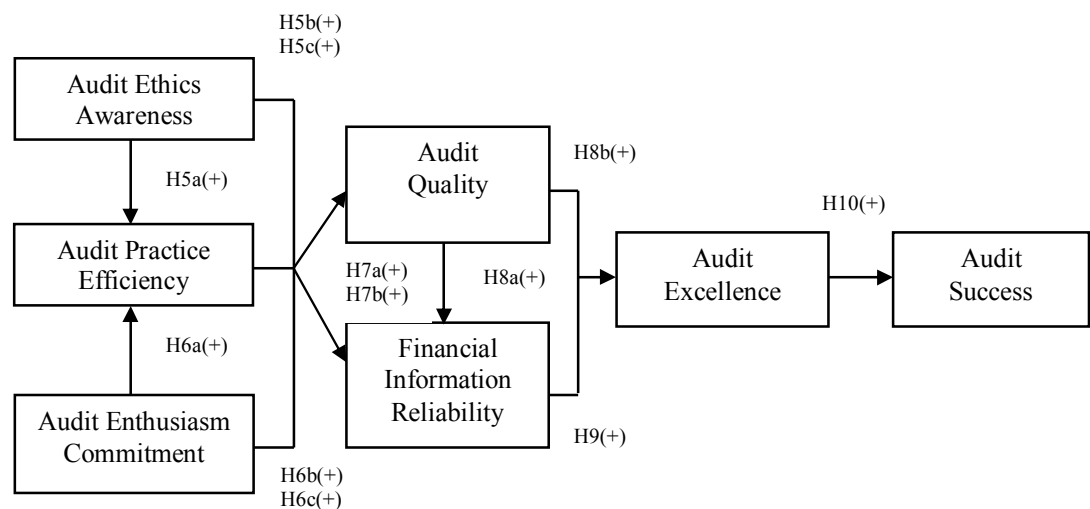 H5b(+)
H5c(+)
Audit Ethics
Awareness
H5a(+)
Audit Practice
Efficiency
H6a(+)
Audit Enthusiasm
Commitment
H6b(+)
H6c(+)
Audit
Quality
H7a(+)
H7b(+)
H8a(+)
Financial
Information
Reliability
H8b(+)
H9(+)
Audit
Excellence
H10(+)
Audit
Success